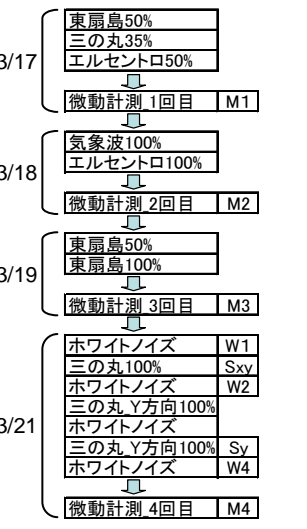 3/17
東扇島50%
三の丸35%
エルセントロ50%
微動計測_1回目 M1
3/18
気象波100%
エルセントロ100%
微動計測_2回目 M2
3/19
東扇島50%
東扇島100%
微動計測_3回目 M3
3/21
ホワイトノイズ W1
三の丸100% Sxy
ホワイトノイズ W2
三の丸_Y方向100%
ホワイトノイズ
三の丸_Y方向100% Sy
ホワイトノイズ W4
微動計測_4回目 M4